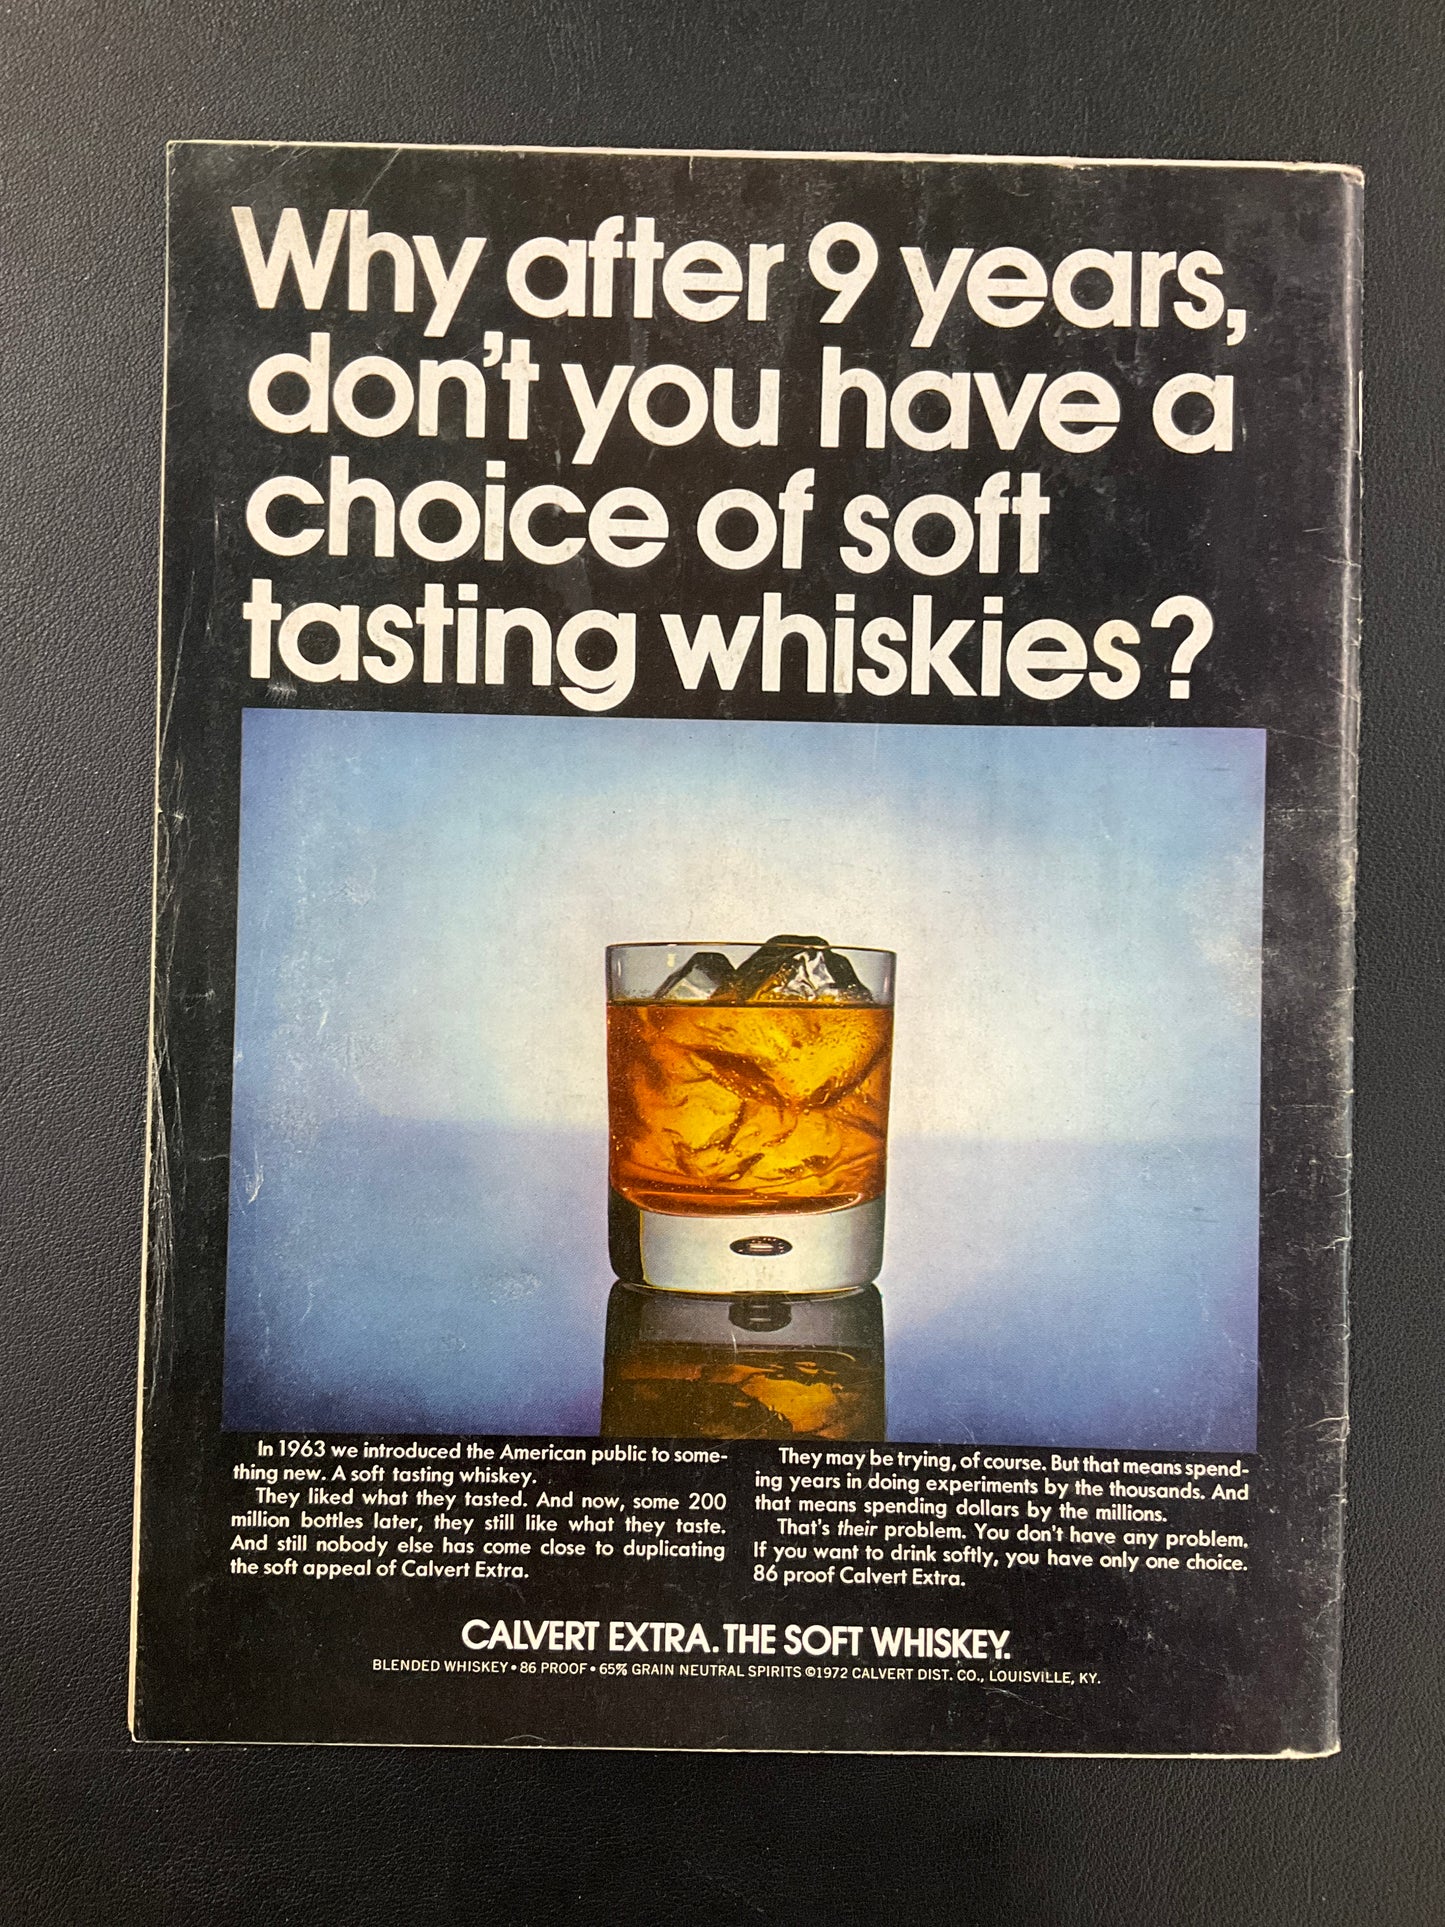 Why after 9 years,
don't you have a
choice of soft
tasting whiskies?
In 1963 we introduced the American public to some-
thing new. A soft tasting whiskey.
They liked what they tasted. And now, some 200
million bottles later, they still like what they taste.
And still nobody else has come close to duplicating
the soft appeal of Calvert Extra.
They may be trying, of course. But that means spend-
ing years in doing experiments by the thousands. And
that means spending dollars by the millions.
That's their problem. You don't have any problem.
If you want to drink softly, you have only one choice.
86 proof Calvert Extra.
CALVERT EXTRA. THE SOFT WHISKEY.
BLENDED WHISKEY • 86 PROOF • 65% GRAIN NEUTRAL SPIRITS ©1972 CALVERT DIST. CO., LOUISVILLE, KY.